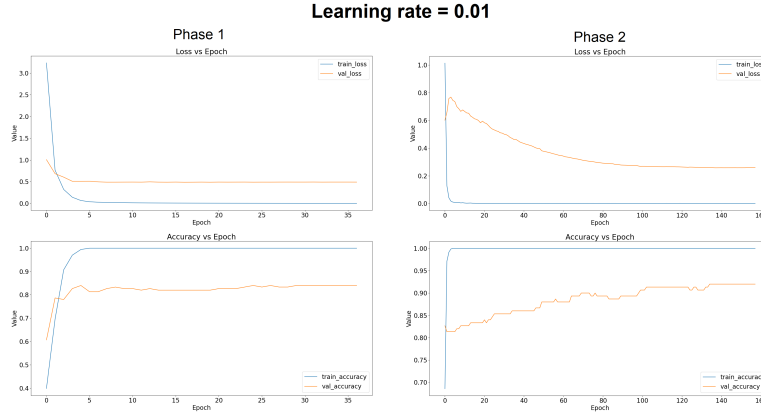 Learning rate = 0.01
Phase 1
Loss vs Epoch
train_loss
val_loss
Value
3.0
2.5
2.0
1.5
1.0
0.5
0.0
0 5 10 15 20 25 30 35
Epoch
Accuracy vs Epoch
Value
1.0
0.9
0.8
0.7
0.6
0.5
0.4
train_accuracy
val_accuracy
0 5 10 15 20 25 30 35
Epoch
Phase 2
Loss vs Epoch
train_loss
val_loss
Value
1.0
0.8
0.6
0.4
0.2
0.0
0 20 40 60 80 100 120 140 160
Epoch
Accuracy vs Epoch
Value
1.00
0.95
0.90
0.85
0.80
0.75
0.70
train_accuracy
val_accuracy
0 20 40 60 80 100 120 140 160
Epoch